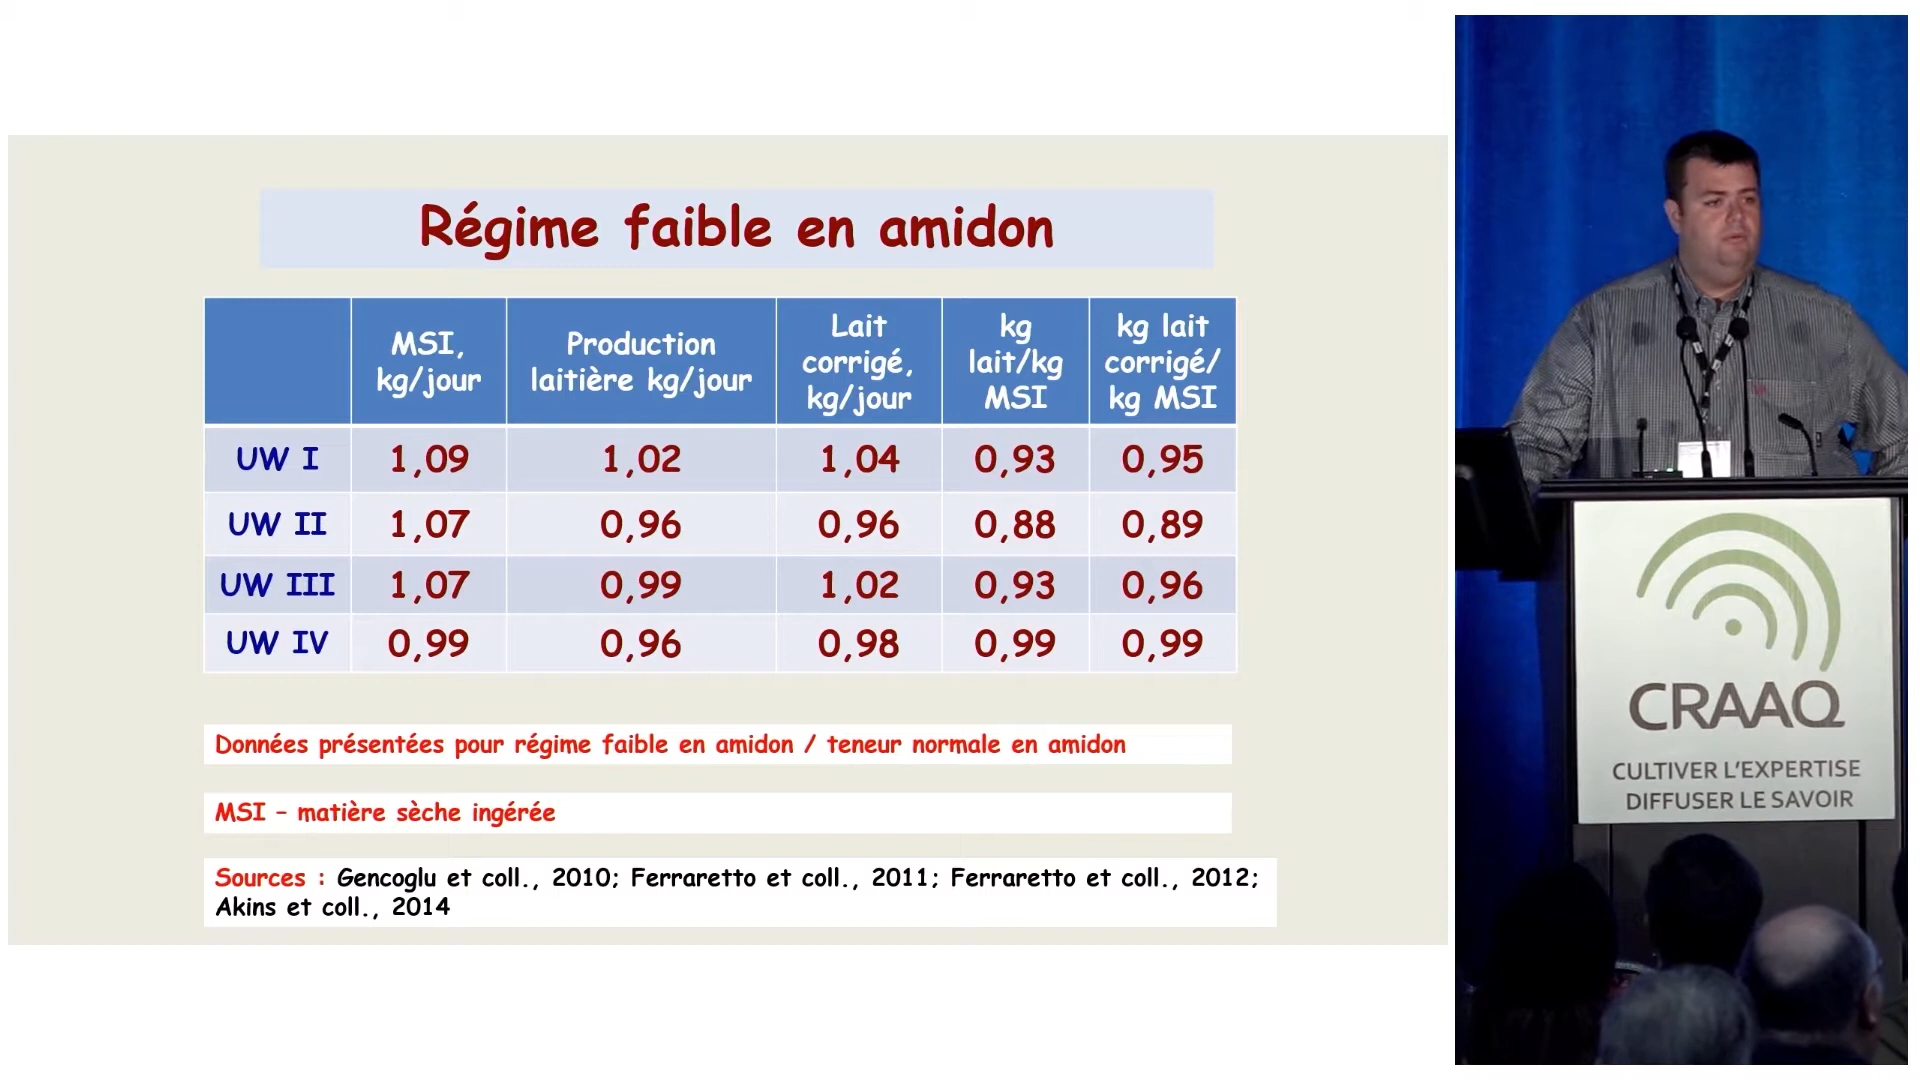 Régime faible en amidon
MSI,
kg/jour
Production
laitière kg/jour
Lait
corrigé,
kg/jour
kg
lait/kg
MSI
kg lait
corrigé/
kg MSI
UW I 1,09 1,02 1,04 0,93 0,95
UW II 1,07 0,96 0,96 0,88 0,89
UW III 1,07 0,99 1,02 0,93 0,96
UW IV 0,99 0,96 0,98 0,99 0,99
Données présentées pour régime faible en amidon / teneur normale en amidon
MSI – matière sèche ingérée
Sources : Gencoglu et coll., 2010; Ferraretto et coll., 2011; Ferraretto et coll., 2012;
Akins et coll., 2014
CRAAQ
CULTIVER L'EXPERTISE
DIFFUSER LE SAVOIR